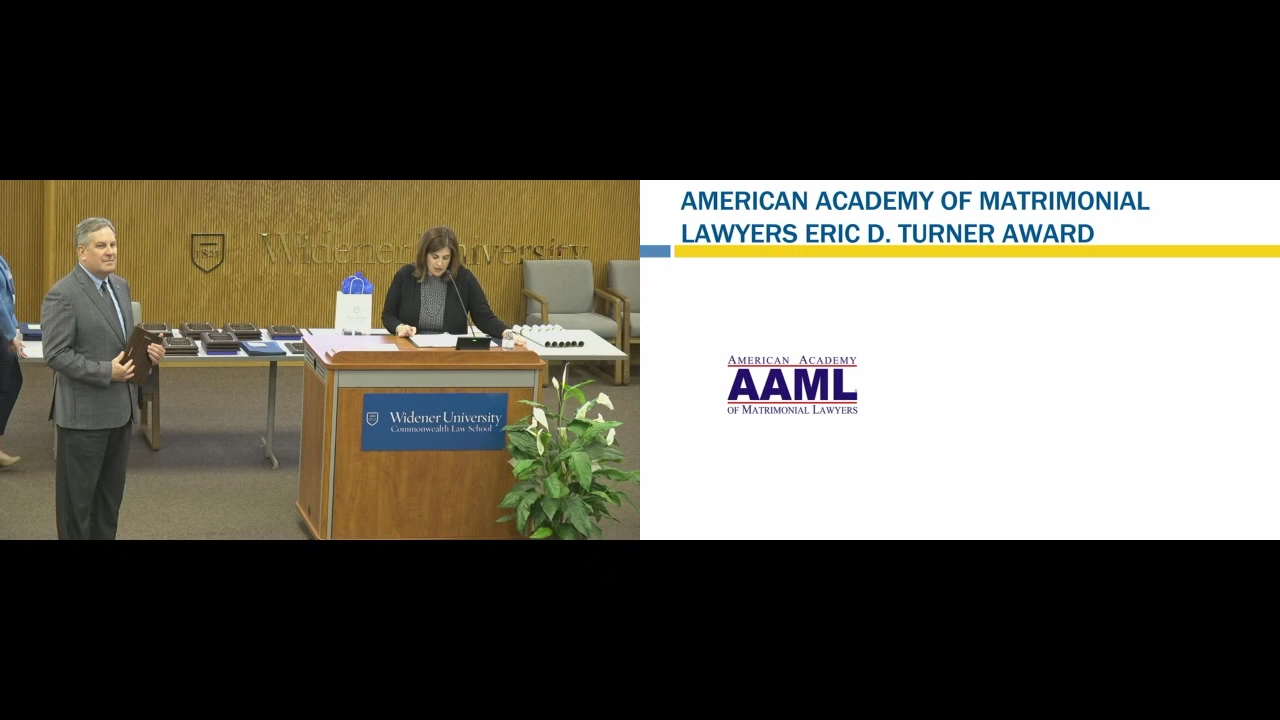 1821
Widener University
Widener University
Commonwealth Law School
AMERICAN ACADEMY OF MATRIMONIAL
LAWYERS ERIC D. TURNER AWARD
AMERICAN ACADEMY
AAML
OF MATRIMONIAL LAWYERS